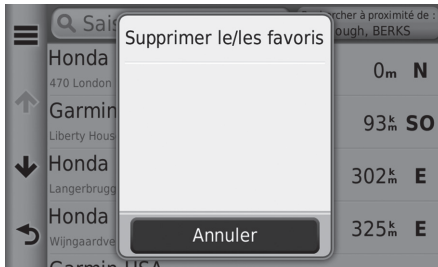 Sais
rcher à proximité de :
ough, BERKS
Supprimer le/les favoris
Honda
470 London
0m N
Garmin
Liberty Hous
93km SO
Honda
Langerbrugg
302km E
Honda
Wijngaardve
325km E
Annuler
Garmin USA